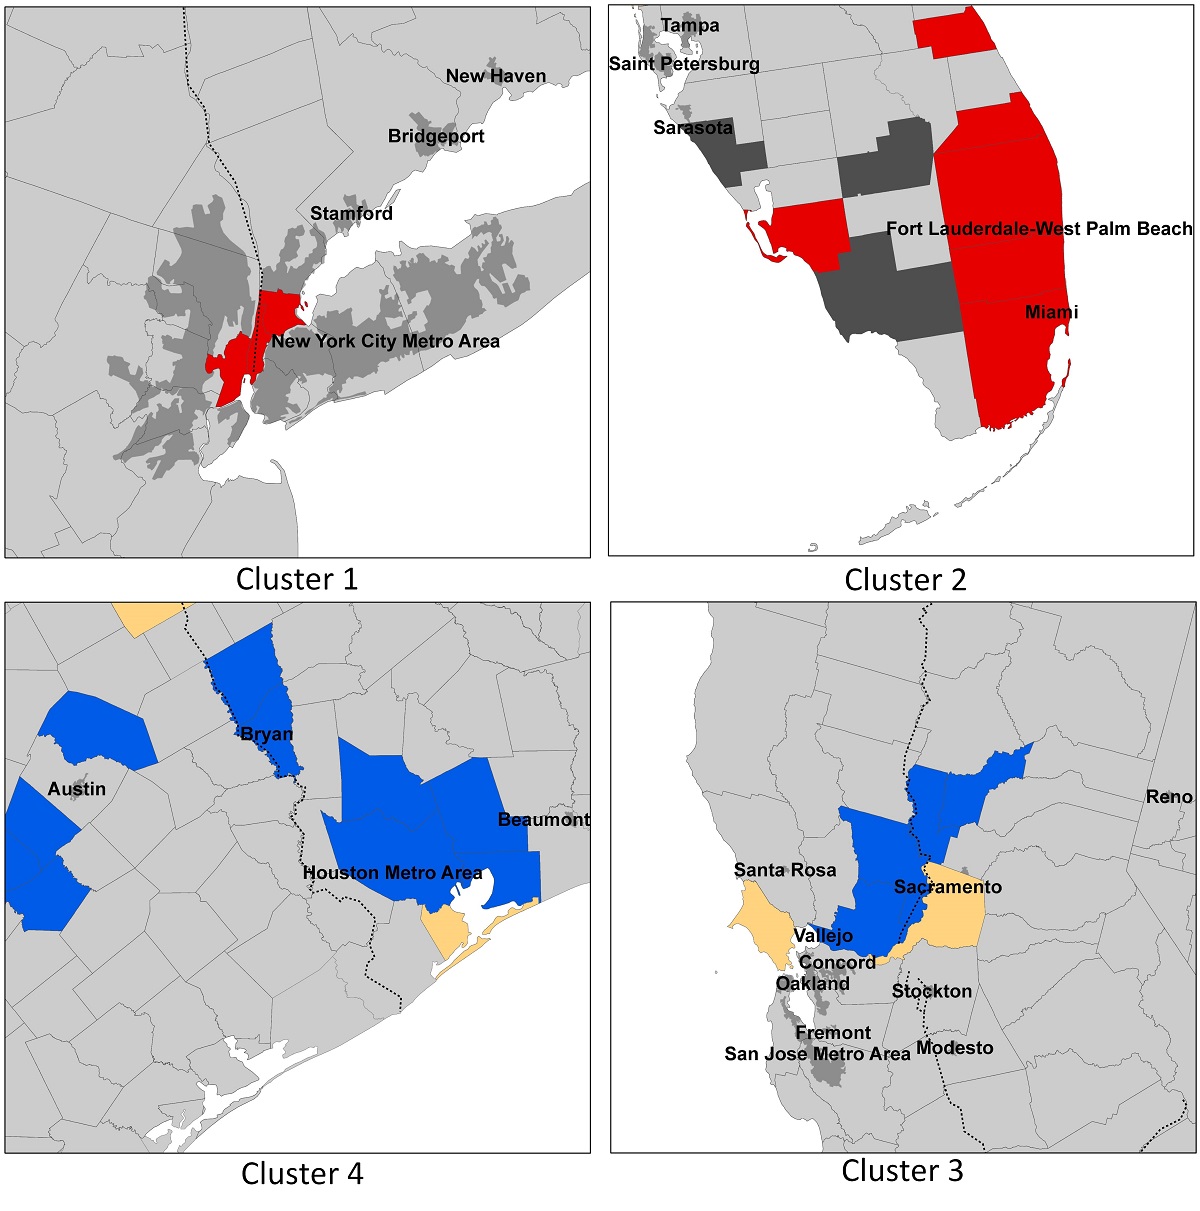 New Haven
Bridgeport
Stamford
New York City Metro Area
Cluster 1
Tampa
Saint Petersburg
Sarasota
Fort Lauderdale-West Palm Beach
Miami
Cluster 2
Bryan
Austin
Beaumont
Houston Metro Area
Cluster 4
Reno
Santa Rosa
Sacramento
Vallejo
Concord
Oakland
Stockton
Fremont
Modesto
San Jose Metro Area
Cluster 3